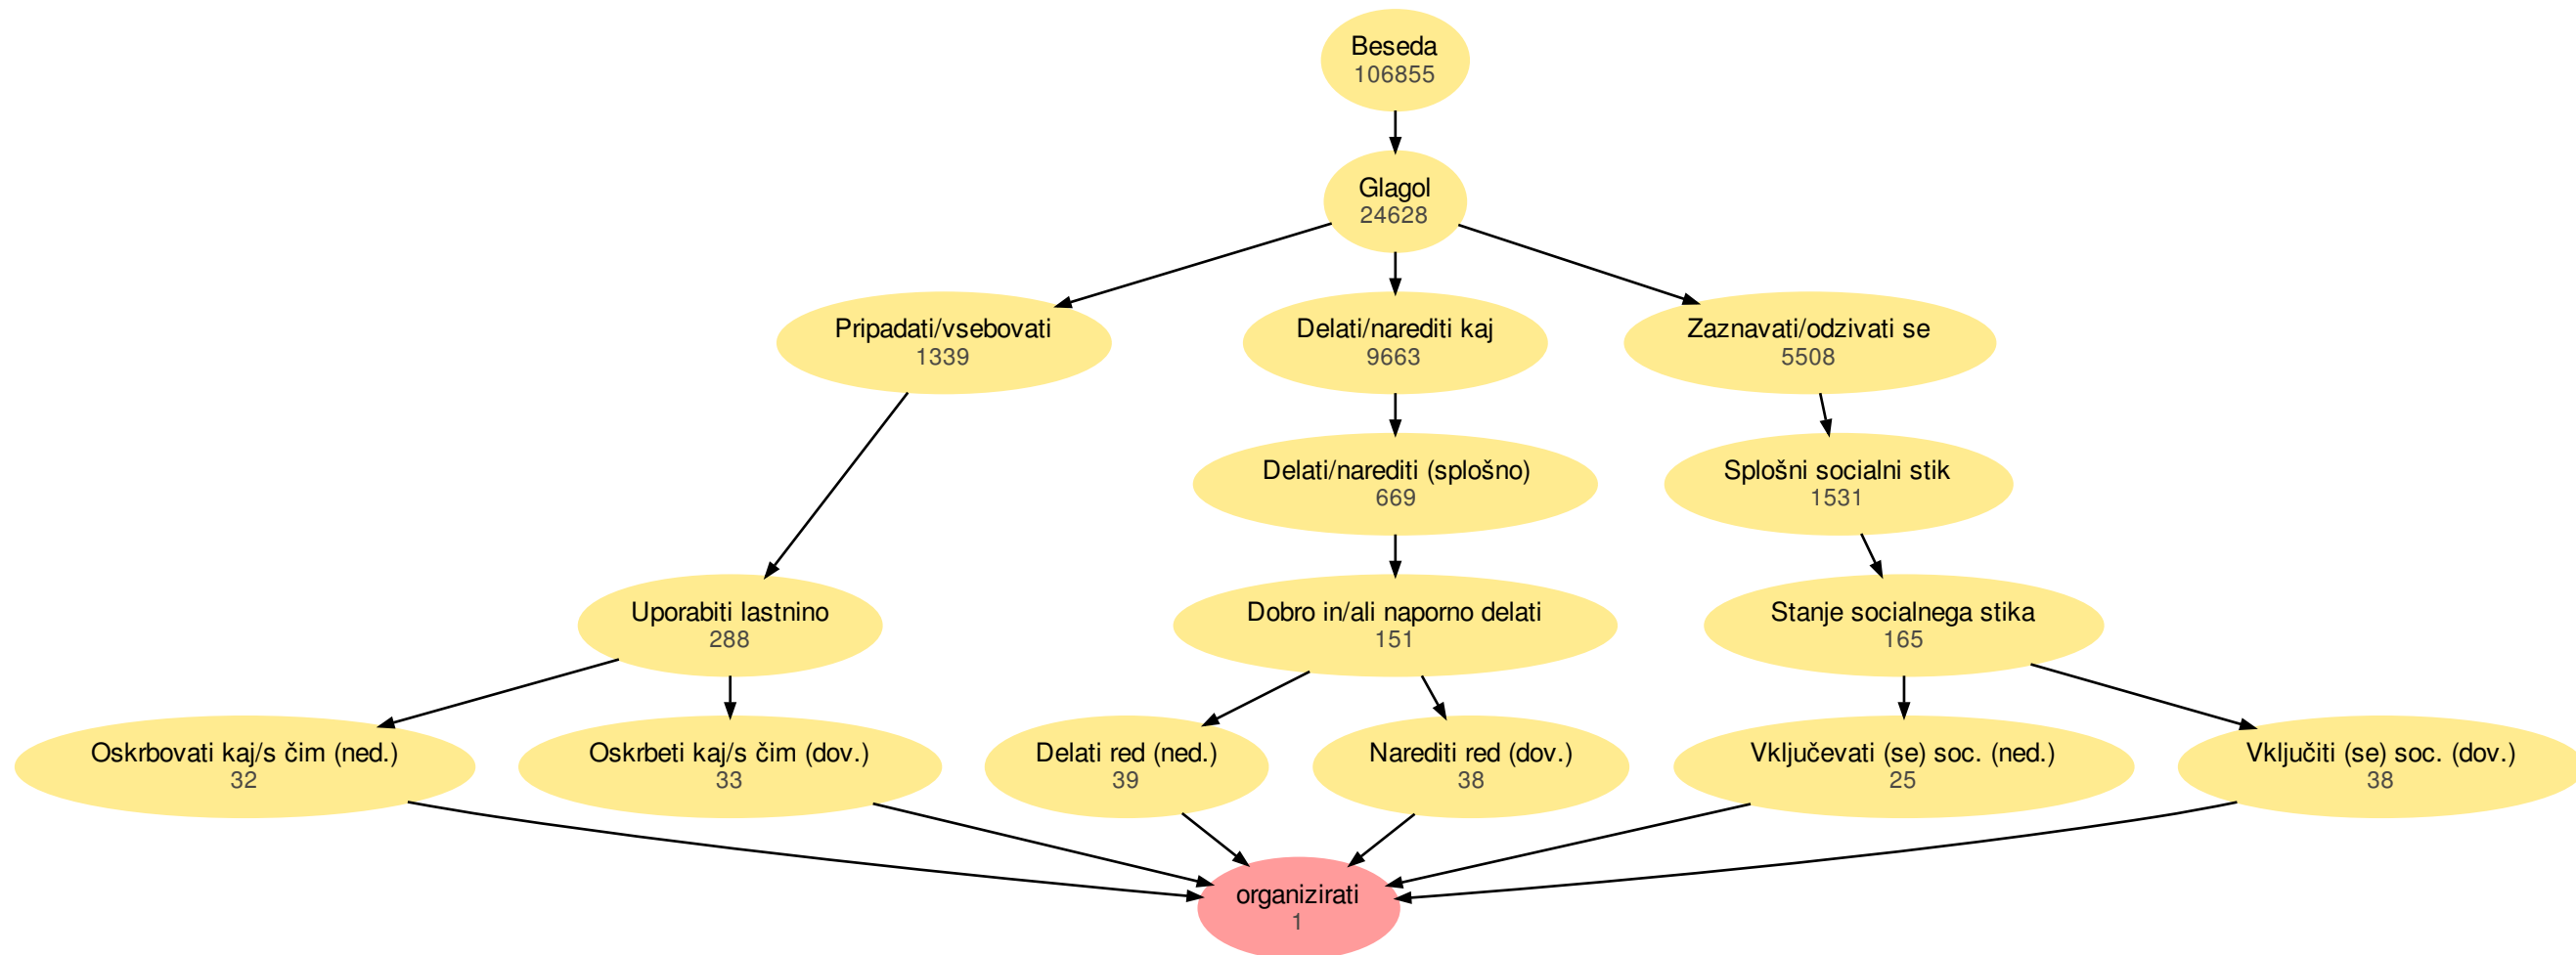 Beseda
106855
Glagol
24628
Pripadati/vsebovati
1339
Delati/narediti kaj
9663
Zaznavati/odzivati se
5508
Delati/narediti (splošno)
669
Splošni socialni stik
1531
Uporabiti lastnino
288
Dobro in/ali naporno delati
151
Stanje socialnega stika
165
Oskrbovati kaj/s čim (ned.)
32
Oskrbeti kaj/s čim (dov.)
33
Delati red (ned.)
39
Narediti red (dov.)
38
Vključevati (se) soc. (ned.)
25
Vključiti (se) soc. (dov.)
38
organizirati
1